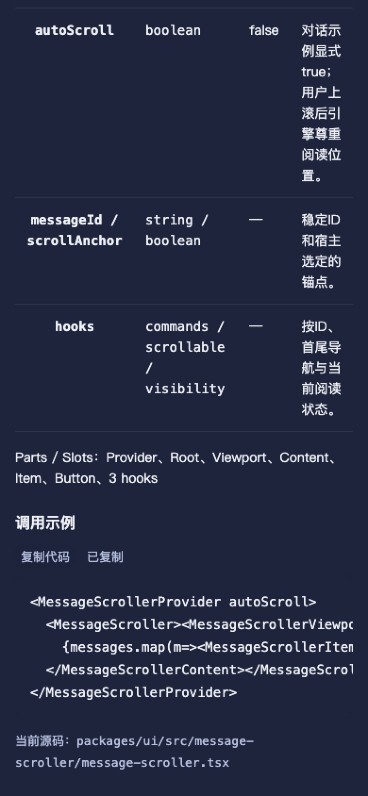 autoScroll boolean false 对话示
例显式
true；
用户上
滚后引
擎尊重
阅读位
置。
messageId / string / — 稳定ID
scrollAnchor boolean 和宿主
选定的
锚点。
hooks commands / — 按ID、
scrollable 首尾导
/ 航与当
visibility 前阅读
状态。
Parts / Slots：Provider、Root、Viewport、Content、
Item、Button、3 hooks
调用示例
复制代码 已复制
<MessageScrollerProvider autoScroll>
<MessageScroller><MessageScrollerViewpo
{messages.map(m=><MessageScrollerItem
</MessageScrollerContent></MessageScrol
</MessageScrollerProvider>
当前源码：packages/ui/src/message-
scroller/message-scroller.tsx